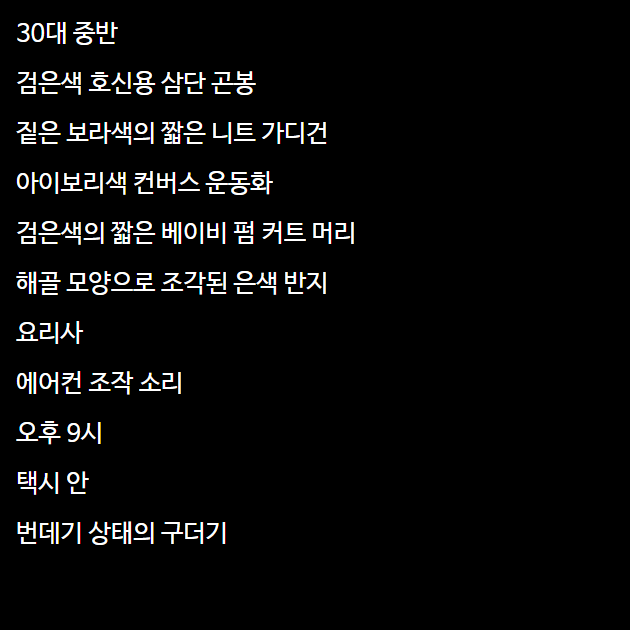 30대 중반
검은색 호신용 삼단 곤봉
짙은 보라색의 짧은 니트 가디건
아이보리색 컨버스 운동화
검은색의 짧은 베이비 펌 커트 머리
해골 모양으로 조각된 은색 반지
요리사
에어컨 조작 소리
오후 9시
택시 안
번데기 상태의 구더기